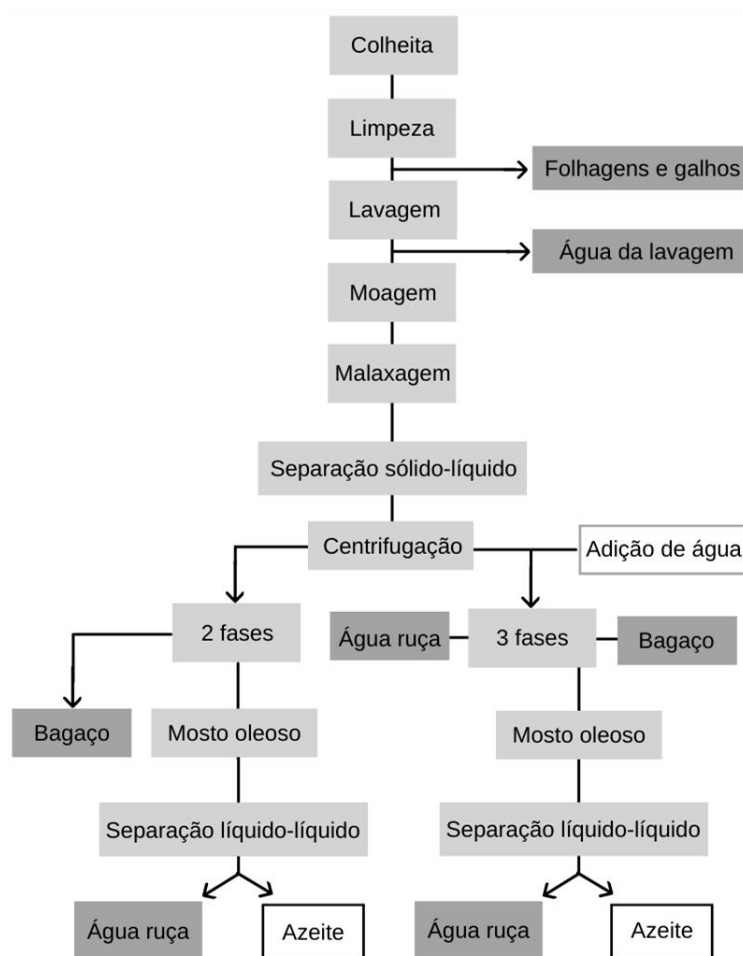 Colheita
Limpeza
Folhagens e galhos
Lavagem
Água da lavagem
Moagem
Malaxagem
Separação sólido-líquido
Centrifugação
Adição de água
2 fases
Água ruça
3 fases
Bagaço
Bagaço
Mosto oleoso
Mosto oleoso
Separação líquido-líquido
Separação líquido-líquido
Água ruça
Azeite
Água ruça
Azeite